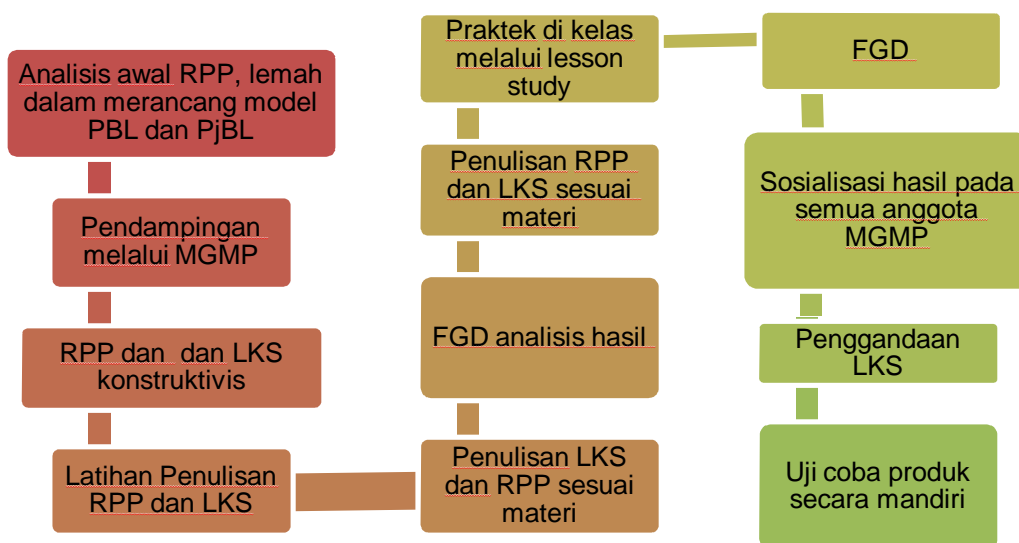 Analisis awal RPP, lemah
dalam merancang model
PBL dan PjBL
Pendampingan
melalui MGMP
RPP dan  dan LKS
konstruktivis
Latihan Penulisan
RPP dan LKS
Penulisan LKS
dan RPP sesuai
materi
FGD analisis hasil
Penulisan RPP
dan LKS sesuai
materi
Praktek di kelas
melalui lesson
study
FGD
Sosialisasi hasil pada
semua anggota
MGMP
Penggandaan
LKS
Uji coba produk
secara mandiri